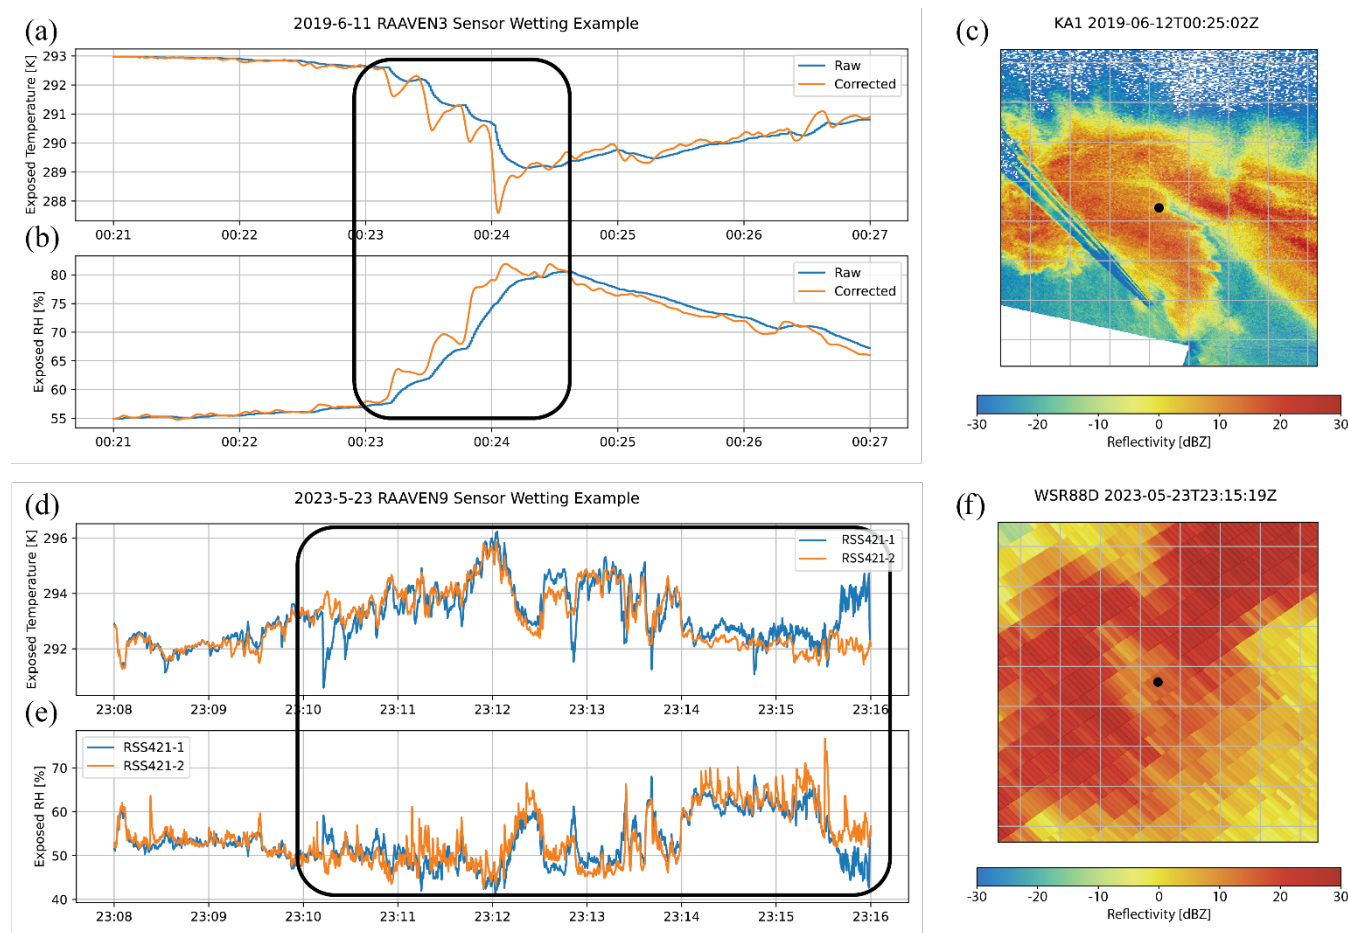 (a)
2019-6-11 RAAVEN3 Sensor Wetting Example
Exposed Temperature [K]
293
292
291
290
289
288
Raw
Corrected
00:21 00:22 00:23 00:24 00:25 00:26 00:27
(b)
Exposed RH [%]
80
75
70
65
60
55
Raw
Corrected
00:21 00:22 00:23 00:24 00:25 00:26 00:27
(c)
KA1 2019-06-12T00:25:02Z
-30 -20 -10 0 10 20 30
Reflectivity [dBZ]
(d)
2023-5-23 RAAVEN9 Sensor Wetting Example
Exposed Temperature [K]
296
294
292
RSS421-1
RSS421-2
23:08 23:09 23:10 23:11 23:12 23:13 23:14 23:15 23:16
(e)
Exposed RH [%]
70
60
50
40
RSS421-1
RSS421-2
23:08 23:09 23:10 23:11 23:12 23:13 23:14 23:15 23:16
(f)
WSR88D 2023-05-23T23:15:19Z
-30 -20 -10 0 10 20 30
Reflectivity [dBZ]